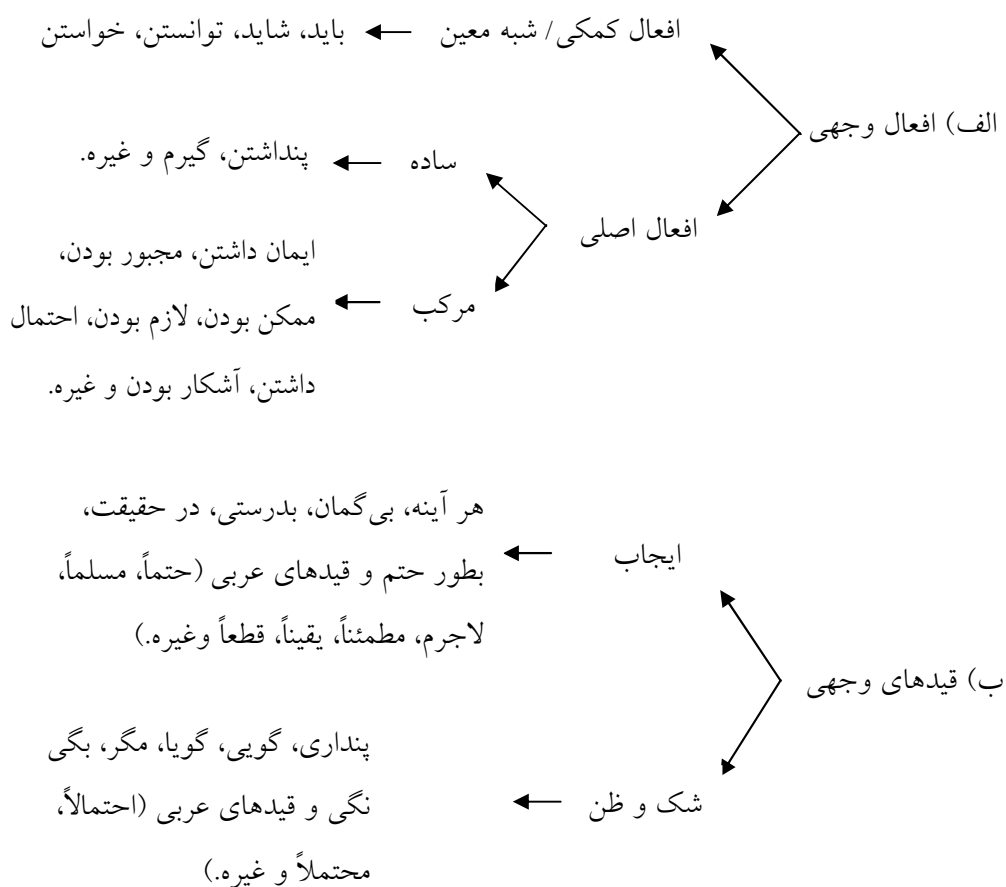 افعال کمکی/ شبه معین باید، شاید، توانستن، خواستن
الف) افعال وجهی
ساده پنداشتن، گیرم و غیره.
افعال اصلی
ایمان داشتن، مجبور بودن،
مرکب ممکن بودن، لازم بودن، احتمال
داشتن، آشکار بودن و غیره.
هر آینه، بی‌گمان، بدرستی، در حقیقت،
ایجاب بطور حتم و قیدهای عربی (حتماً، مسلماً،
لاجرم، مطمئناً، یقیناً، قطعاً وغیره.)
ب) قیدهای وجهی
پنداری، گویی، گویا، مگر، بگی
شک و ظن نگی و قیدهای عربی (احتمالاً،
محتملاً و غیره.)